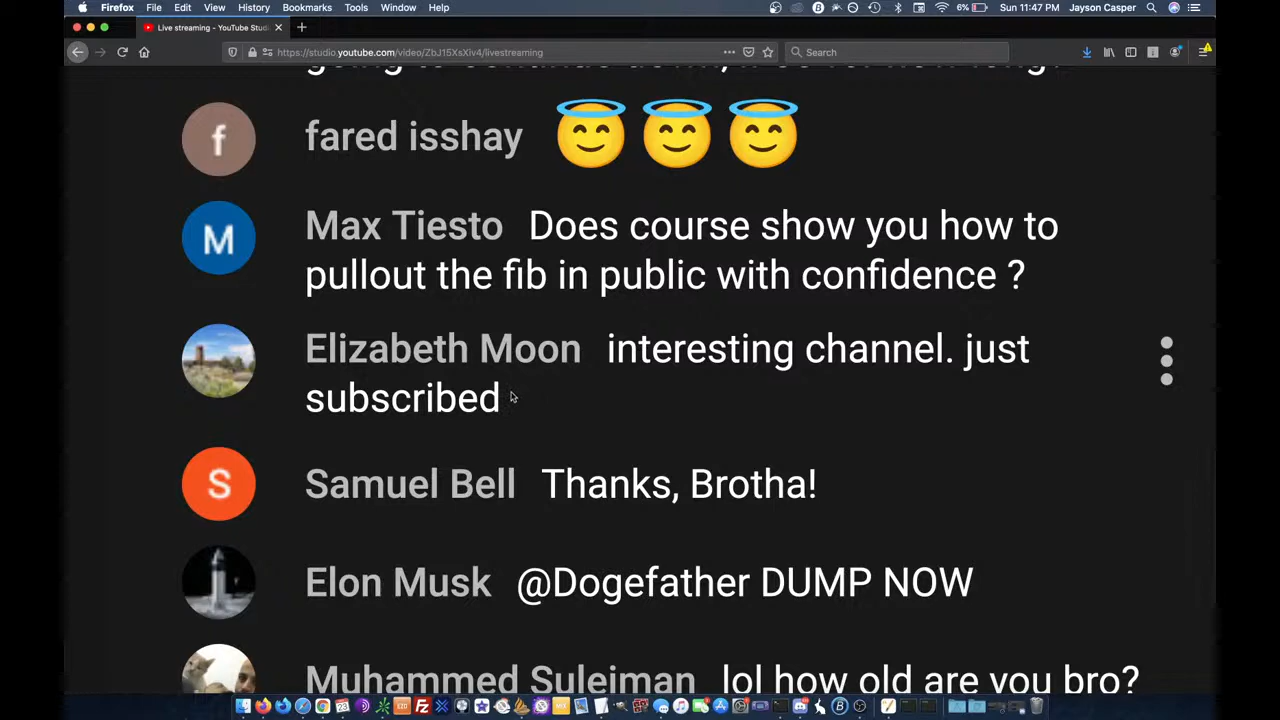 Firefox File Edit View History Bookmarks Tools Window Help 6% Sun 11:47 PM Jayson Casper
Live streaming - YouTube Studi
https://studio.youtube.com/video/ZbJ15XsXiv4/livestreaming Search
f fared isshay
M Max Tiesto Does course show you how to
pullout the fib in public with confidence ?
Elizabeth Moon interesting channel. just
subscribed
S Samuel Bell Thanks, Brotha!
Elon Musk @Dogefather DUMP NOW
Muhammed Suleiman lol how old are you bro?